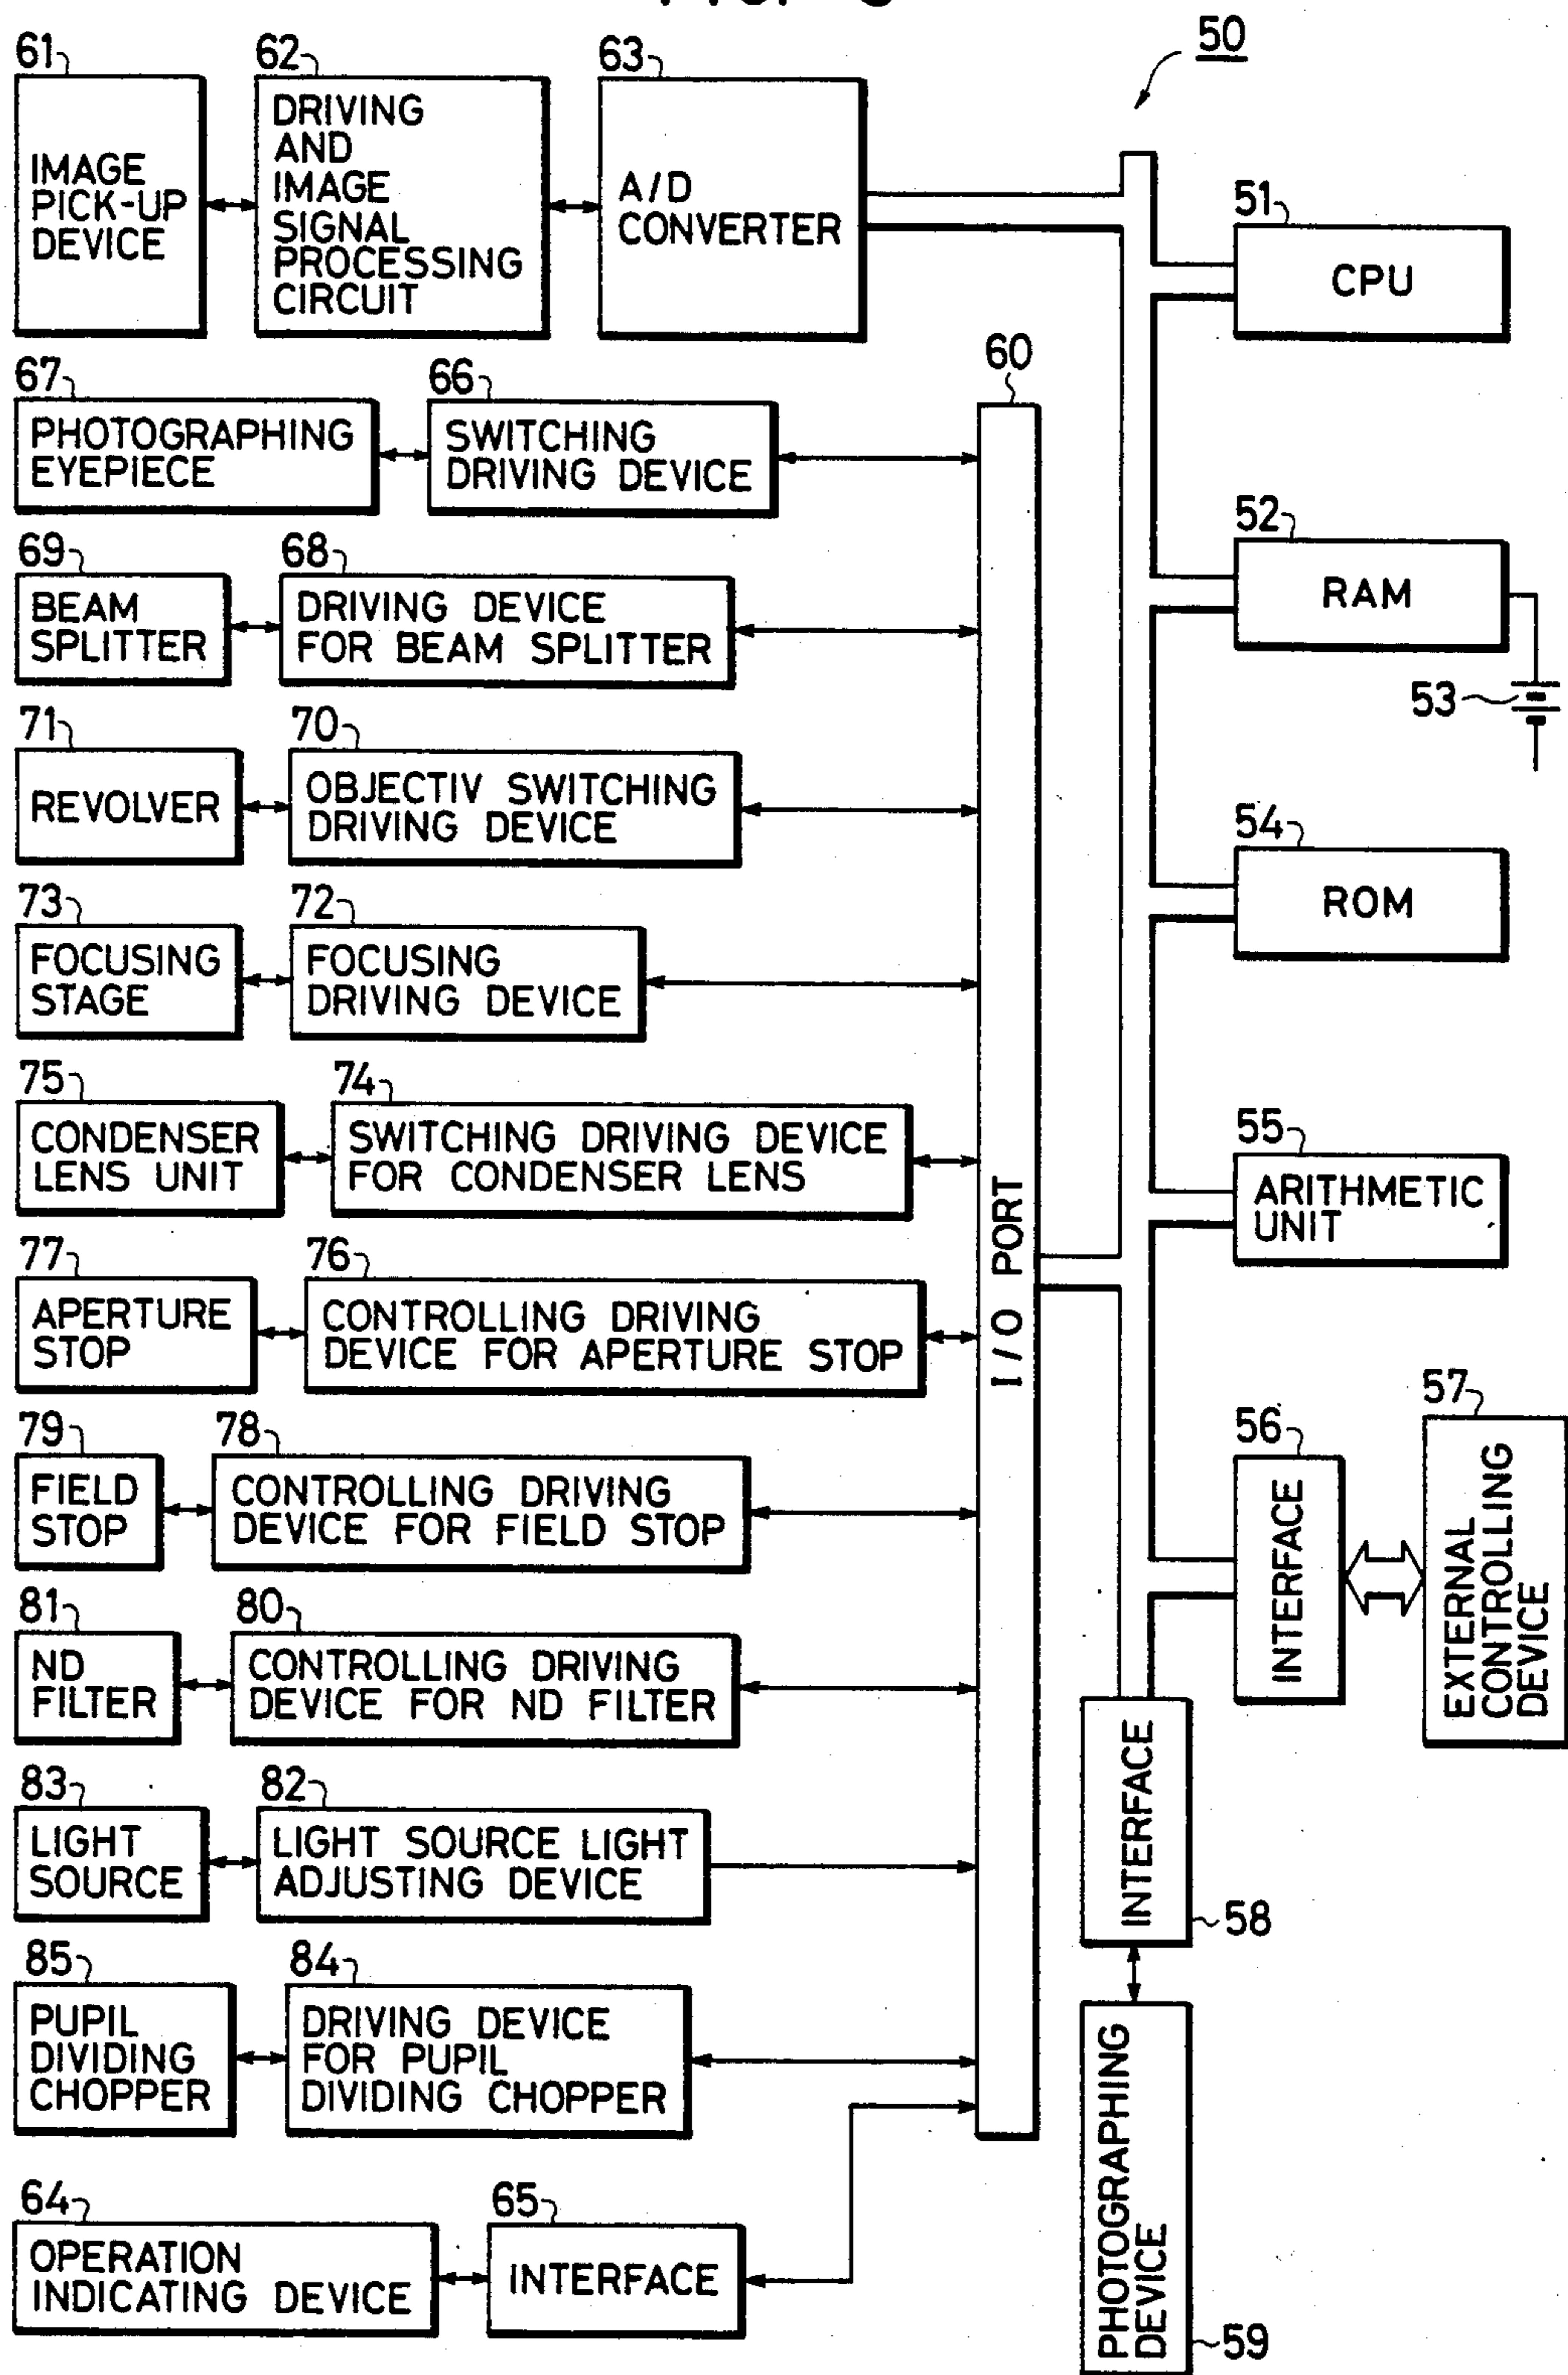 50
61
IMAGE
PICK-UP
DEVICE
62
DRIVING
AND
IMAGE
SIGNAL
PROCESSING
CIRCUIT
63
A/D
CONVERTER
51
CPU
67
PHOTOGRAPHING
EYEPIECE
66
SWITCHING
DRIVING DEVICE
60
I/O PORT
52
RAM
53
69
BEAM
SPLITTER
68
DRIVING DEVICE
FOR BEAM SPLITTER
71
REVOLVER
70
OBJECTIV SWITCHING
DRIVING DEVICE
54
ROM
73
FOCUSING
STAGE
72
FOCUSING
DRIVING DEVICE
75
CONDENSER
LENS UNIT
74
SWITCHING DRIVING DEVICE
FOR CONDENSER LENS
55
ARITHMETIC
UNIT
77
APERTURE
STOP
76
CONTROLLING DRIVING
DEVICE FOR APERTURE STOP
79
FIELD
STOP
78
CONTROLLING DRIVING
DEVICE FOR FIELD STOP
56
INTERFACE
57
EXTERNAL
CONTROLLING
DEVICE
81
ND
FILTER
80
CONTROLLING DRIVING
DEVICE FOR ND FILTER
83
LIGHT
SOURCE
82
LIGHT SOURCE LIGHT
ADJUSTING DEVICE
INTERFACE
58
85
PUPIL
DIVIDING
CHOPPER
84
DRIVING DEVICE
FOR PUPIL
DIVIDING CHOPPER
PHOTOGRAPHING
DEVICE
59
64
OPERATION
INDICATING DEVICE
65
INTERFACE